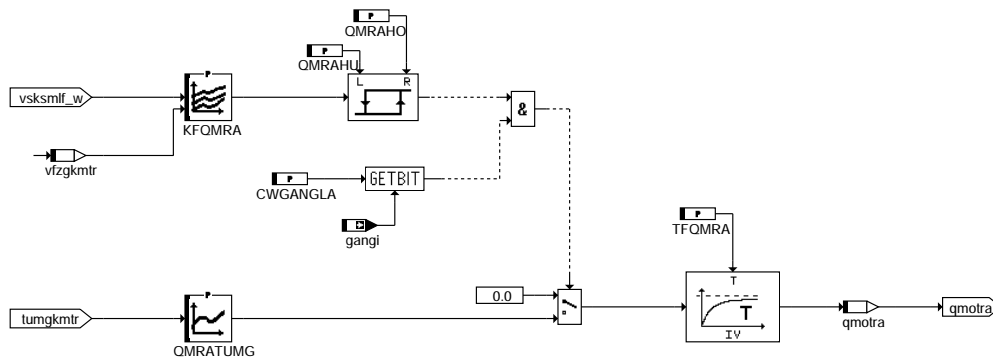 P
QMRAHO
P
QMRAHU
P
L R
vsksmlf_w
KFQMRA
&
vfzgkmtr
P
GETBIT
CWGANGLA
gangi
P
TFQMRA
T
P
0.0
tumgkmtr
T
qmotra
qmotra
IV
QMRATUMG